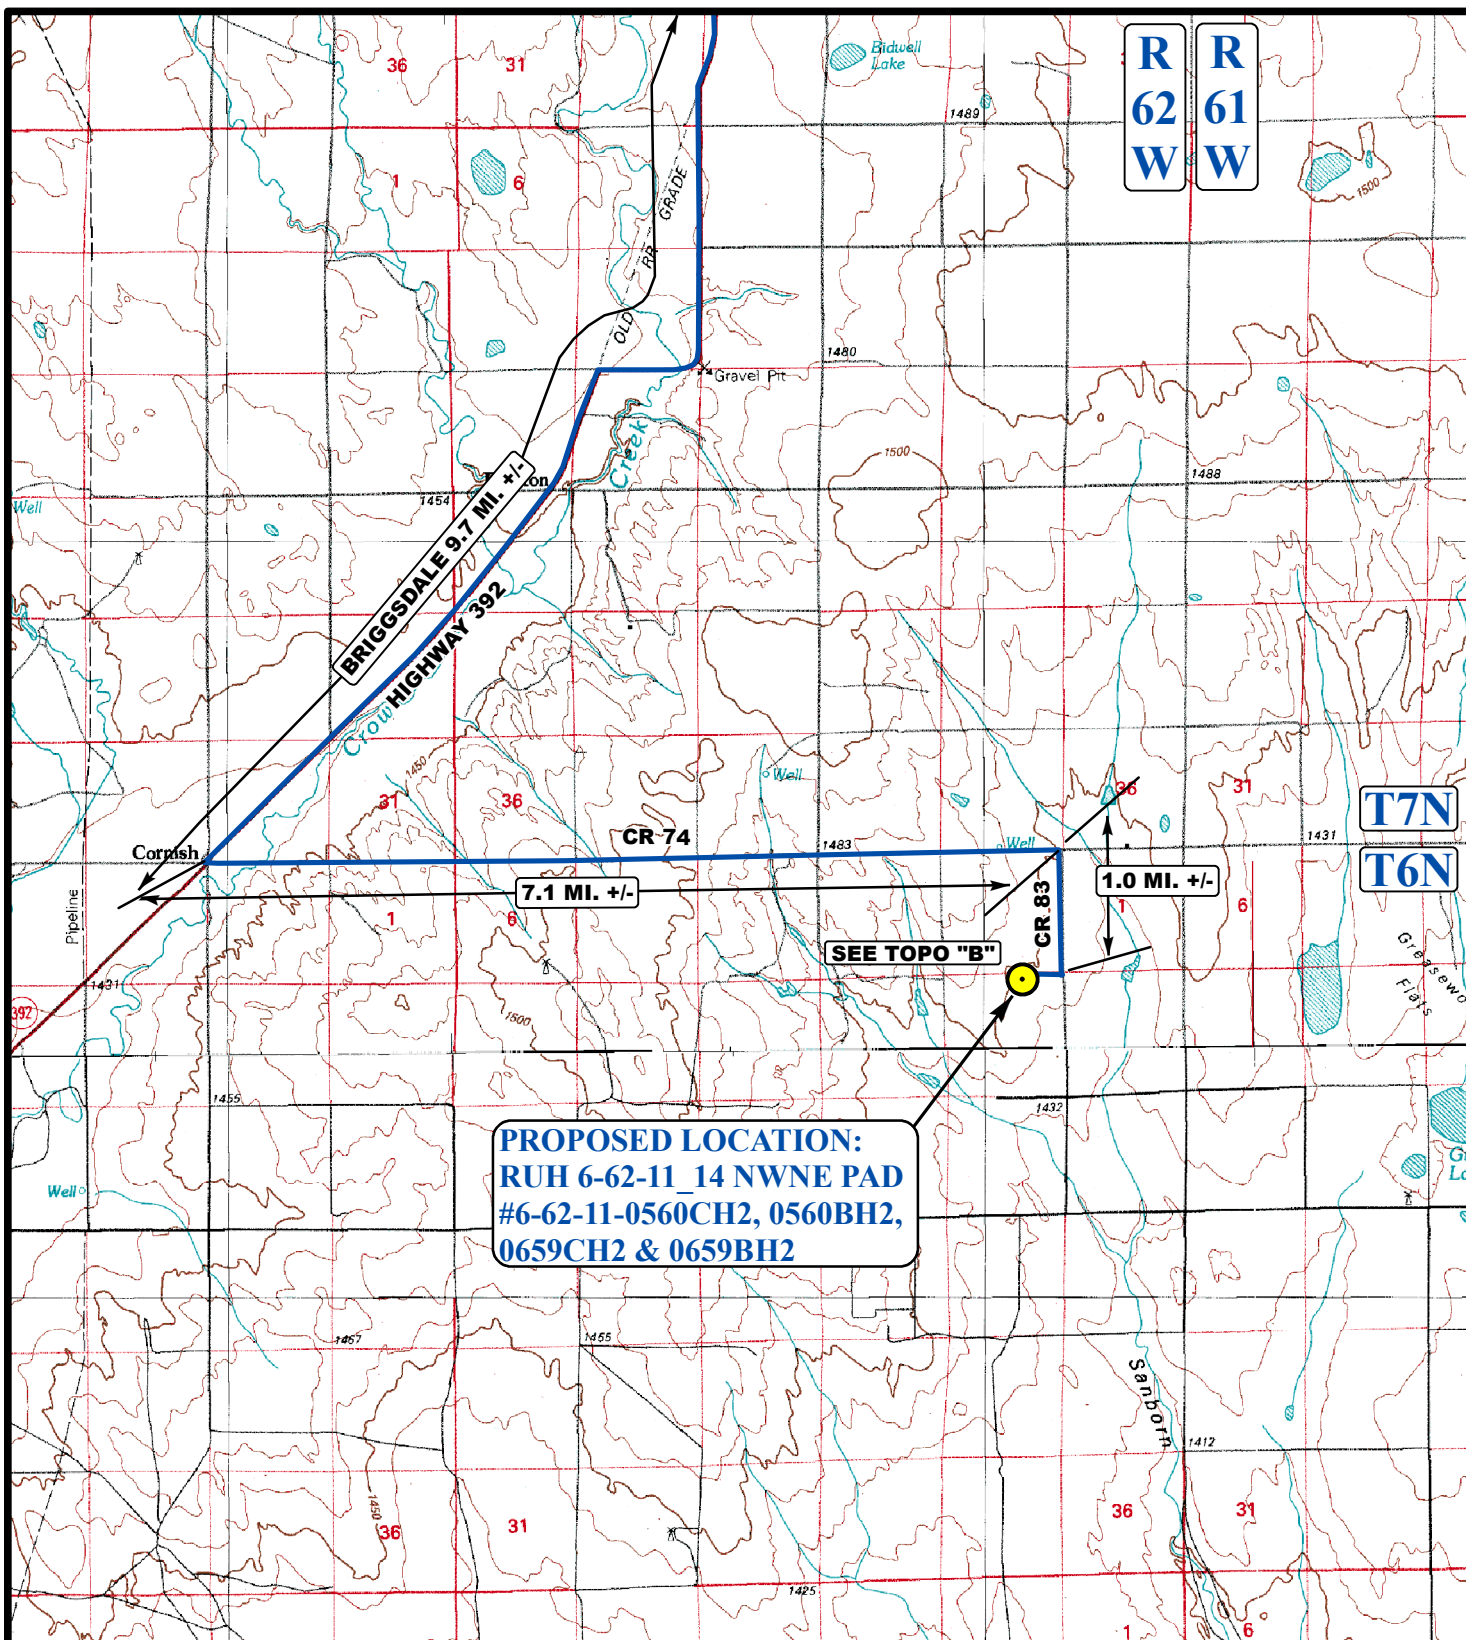 Bidwell
Lake
R
62
W
R
61
W
36
31
1489
1
6
1500
OLD RR GRADE
1480
Gravel Pit
Creek
1500
1488
1454
Well
BRIGGSDALE 9.7 MI. +/-
HIGHWAY 392
Crow
1450
Well
31
36
36
31
T7N
CR 74
1483
Well
1431
Cornish
T6N
7.1 MI. +/-
1.0 MI. +/-
Pipeline
1
6
CR 83
1
6
SEE TOPO "B"
Flats
1431
392
1500
1455
1432
PROPOSED LOCATION:
RUH 6-62-11_14 NWNE PAD
#6-62-11-0560CH2, 0560BH2,
0659CH2 & 0659BH2
Well
1467
1455
Sanborn
1412
1450
36
31
36
31
1425
1
6